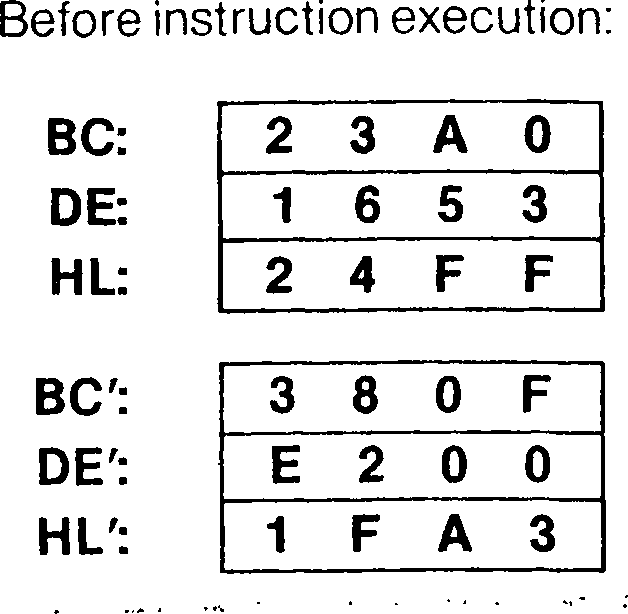 Before instruction execution:
BC: 2 3 A 0
DE: 1 6 5 3
HL: 2 4 F F
BC′: 3 8 0 F
DE′: E 2 0 0
HL′: 1 F A 3